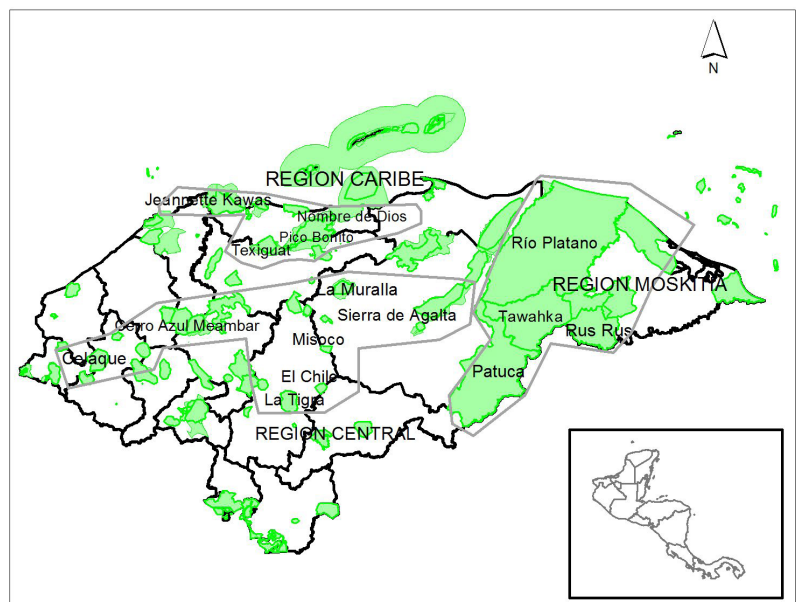 N
REGION CARIBE
Jeannette Kawas
Nombre de Dios
Pico Bonito
Texiguat
Río Platano
REGION MOSKITIA
La Muralla
Sierra de Agalta
Tawahka
Cerro Azul Meambar
Rus Rus
Misoco
Celaque
Patuca
El Chile
La Tigra
REGION CENTRAL